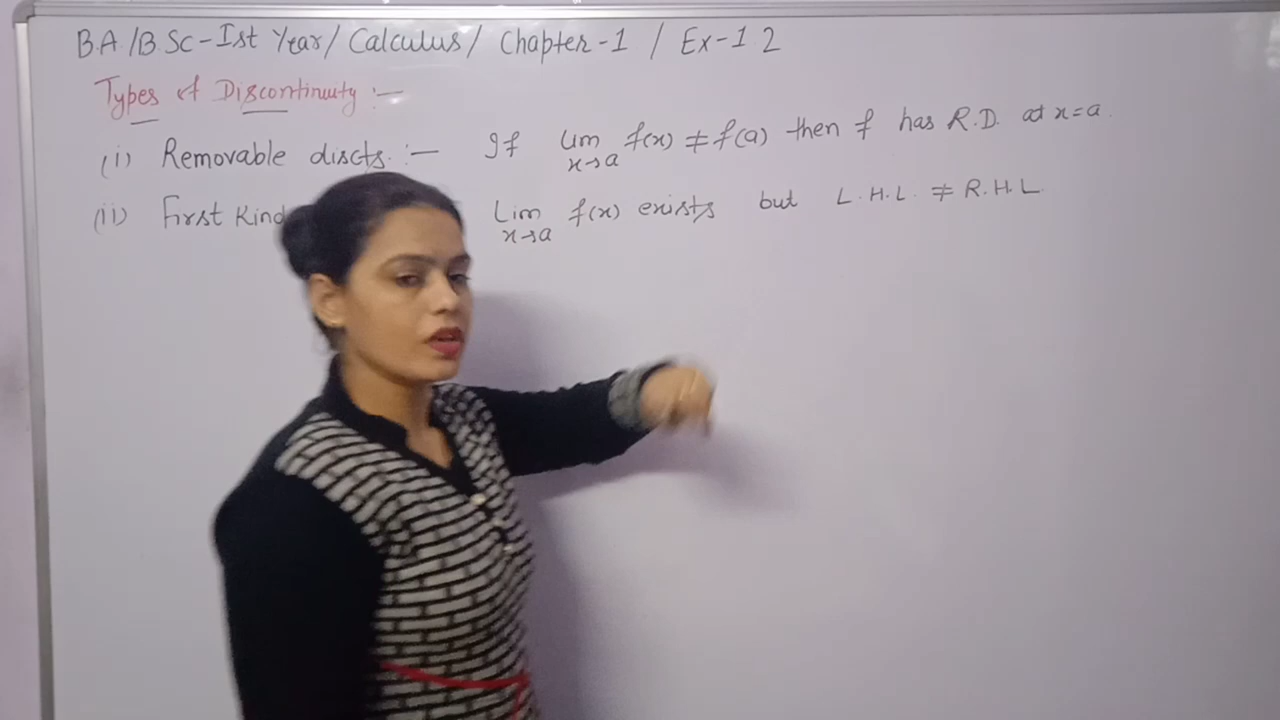 B.A./B.Sc-Ist Year/ Calculus/ Chapter-1 / Ex-1.2
Types of Discontinuity :-
(i) Removable discts. :- If Lim x→a f(x) ≠ f(a) then f has R.D. at x=a.
(ii) First Kind Lim x→a f(x) exists but L.H.L. ≠ R.H.L.